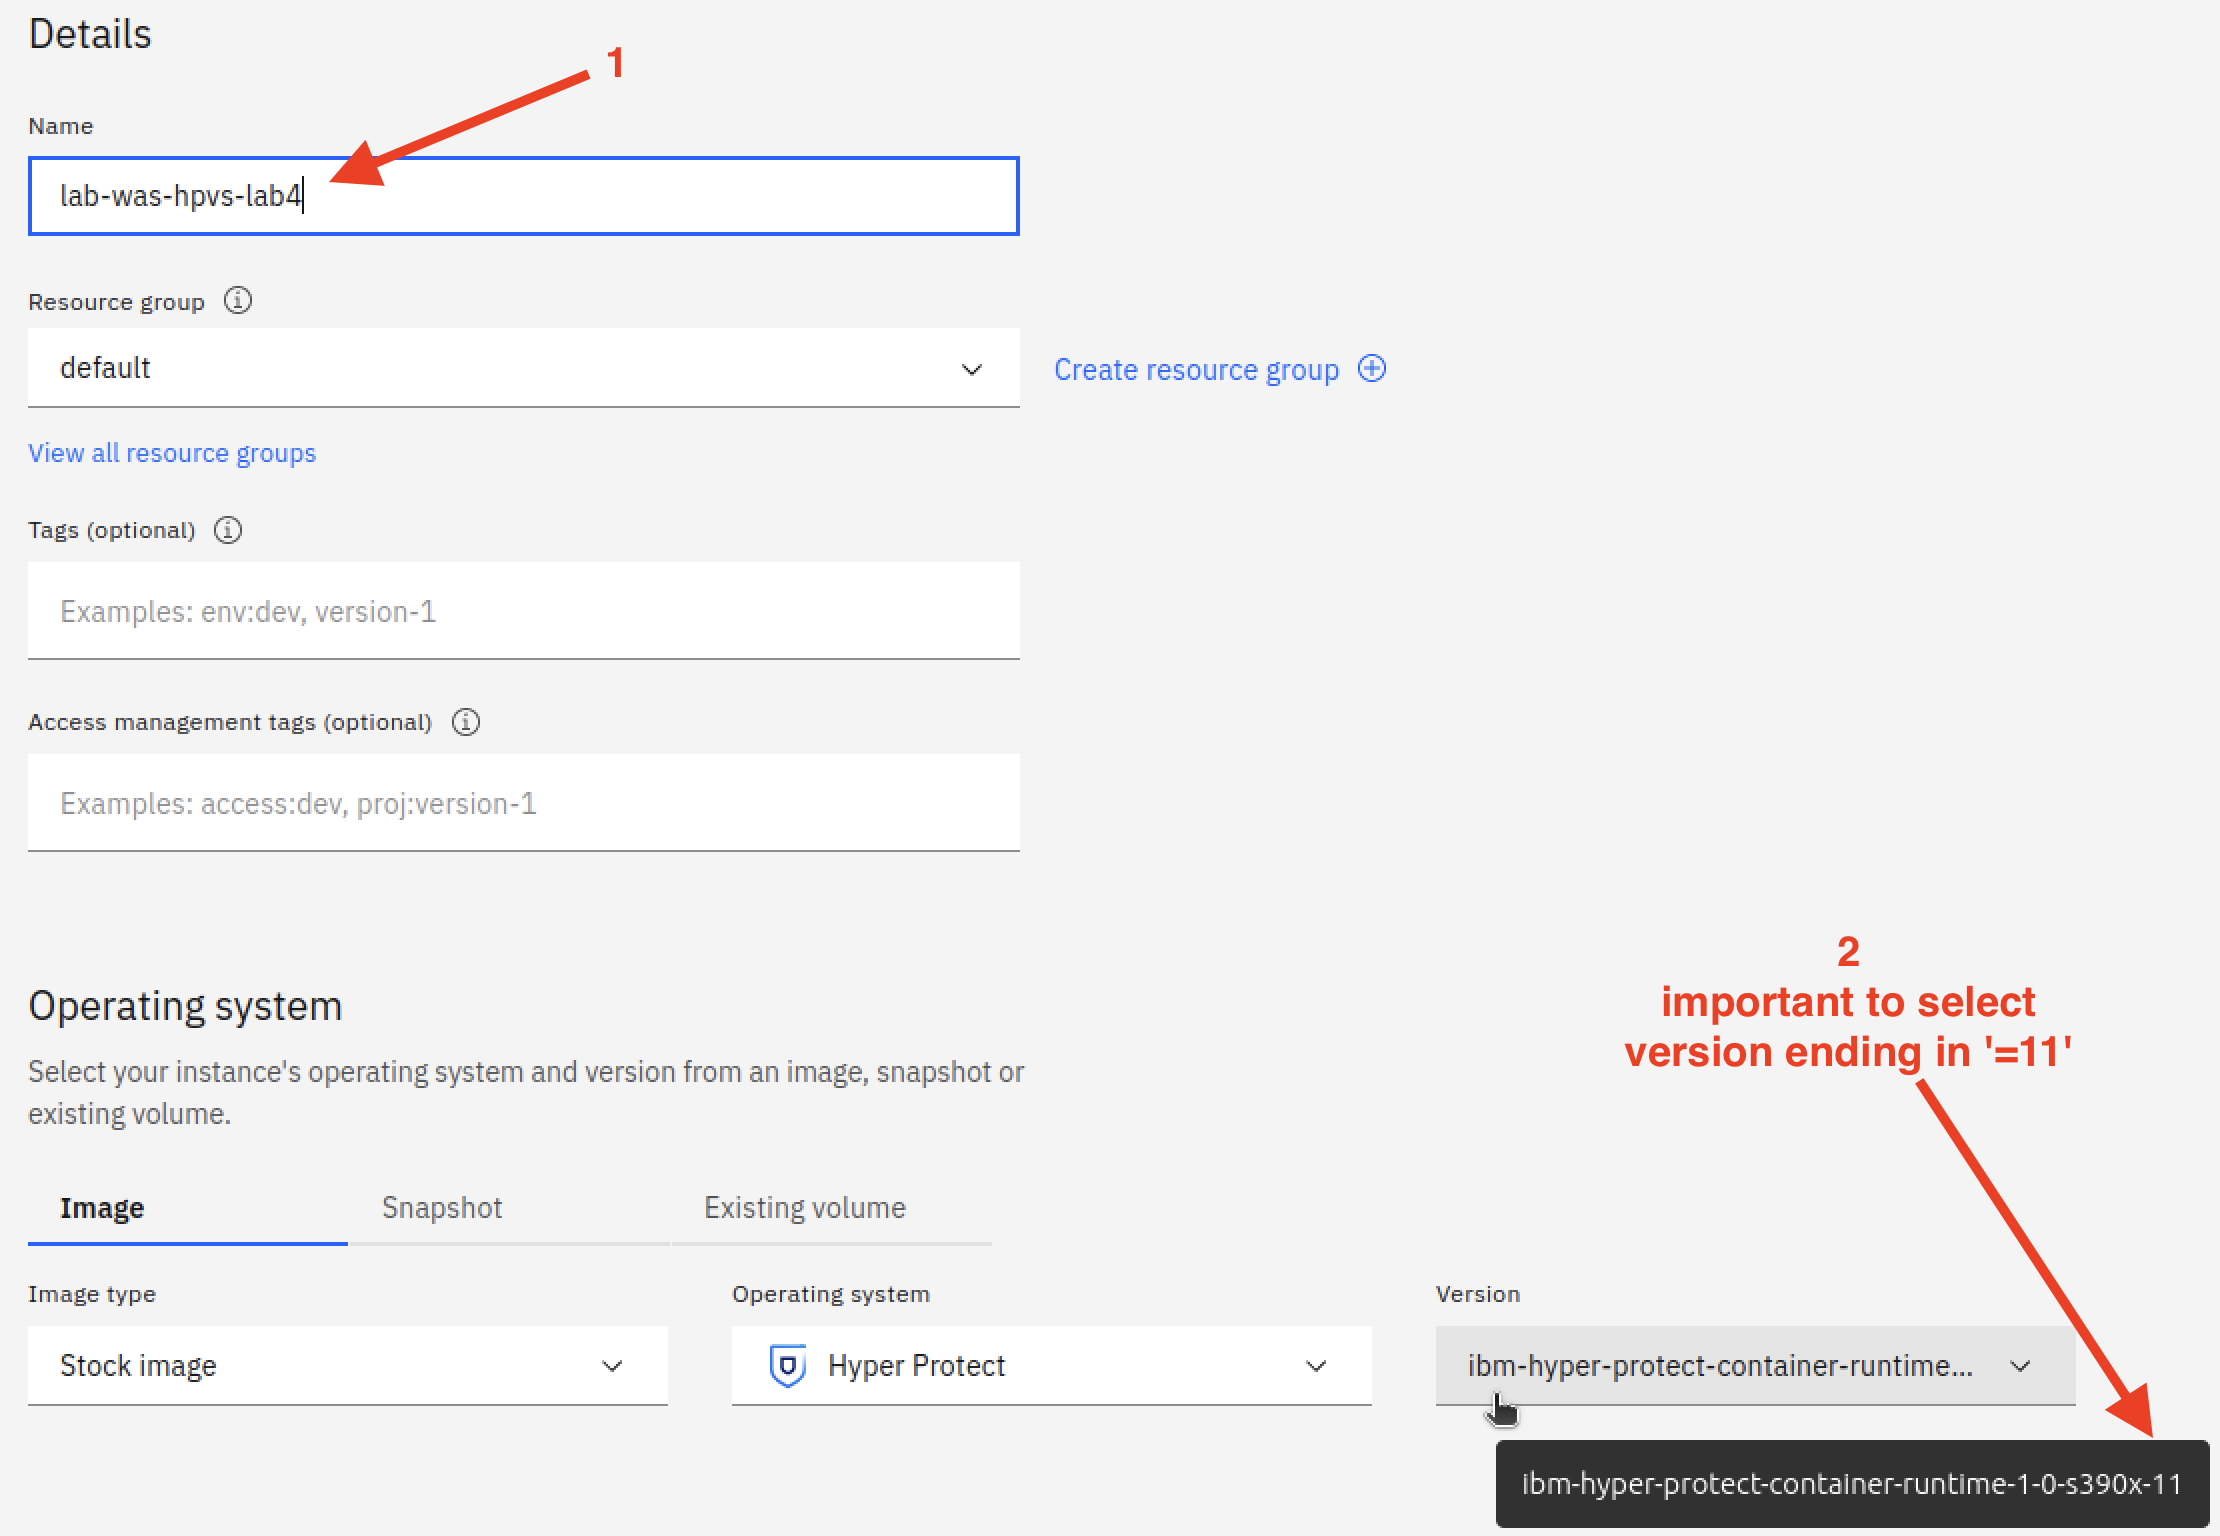 Details
1
Name
lab-was-hpvs-lab4
Resource group
default
Create resource group
View all resource groups
Tags (optional)
Examples: env:dev, version-1
Access management tags (optional)
Examples: access:dev, proj:version-1
2
important to select
version ending in '=11'
Operating system
Select your instance's operating system and version from an image, snapshot or
existing volume.
Image Snapshot Existing volume
Image type Operating system Version
Stock image Hyper Protect ibm-hyper-protect-container-runtime...
ibm-hyper-protect-container-runtime-1-0-s390x-11